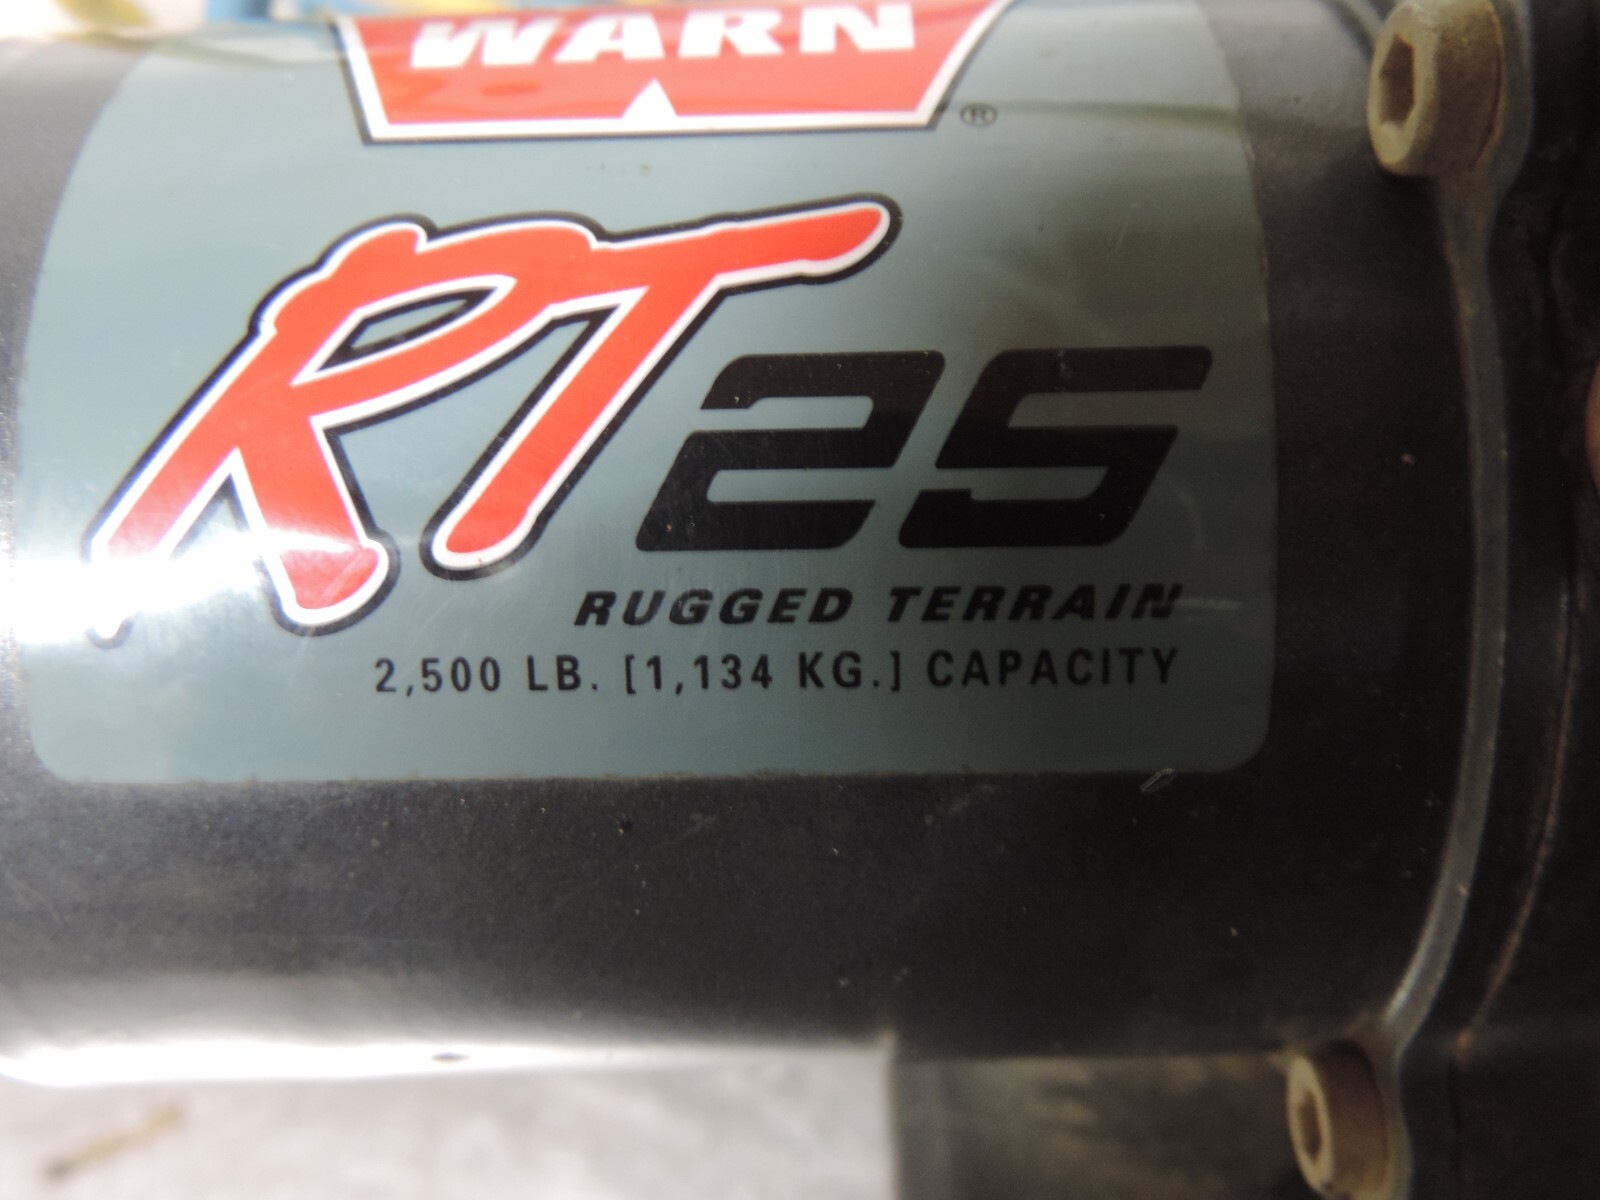 WARN
®
RT25
RUGGED TERRAIN
2,500 LB. [1,134 KG.] CAPACITY